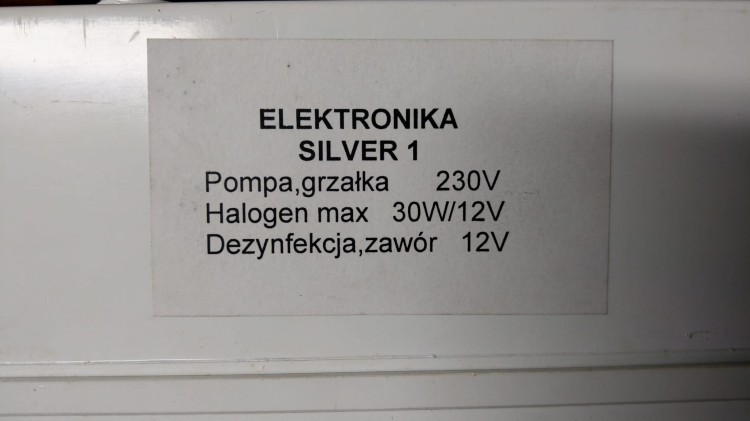 ELEKTRONIKA
SILVER 1
Pompa,grzałka 230V
Halogen max 30W/12V
Dezynfekcja,zawór 12V